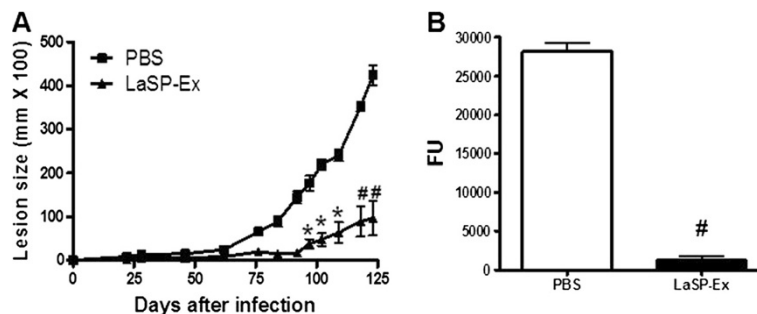 A
Lesion size (mm X 100)
500
400
300
200
100
0
PBS
LaSP-Ex
* * * # #
0 25 50 75 100 125
Days after infection
B
FU
30000
25000
20000
15000
10000
5000
0
#
PBS LaSP-Ex